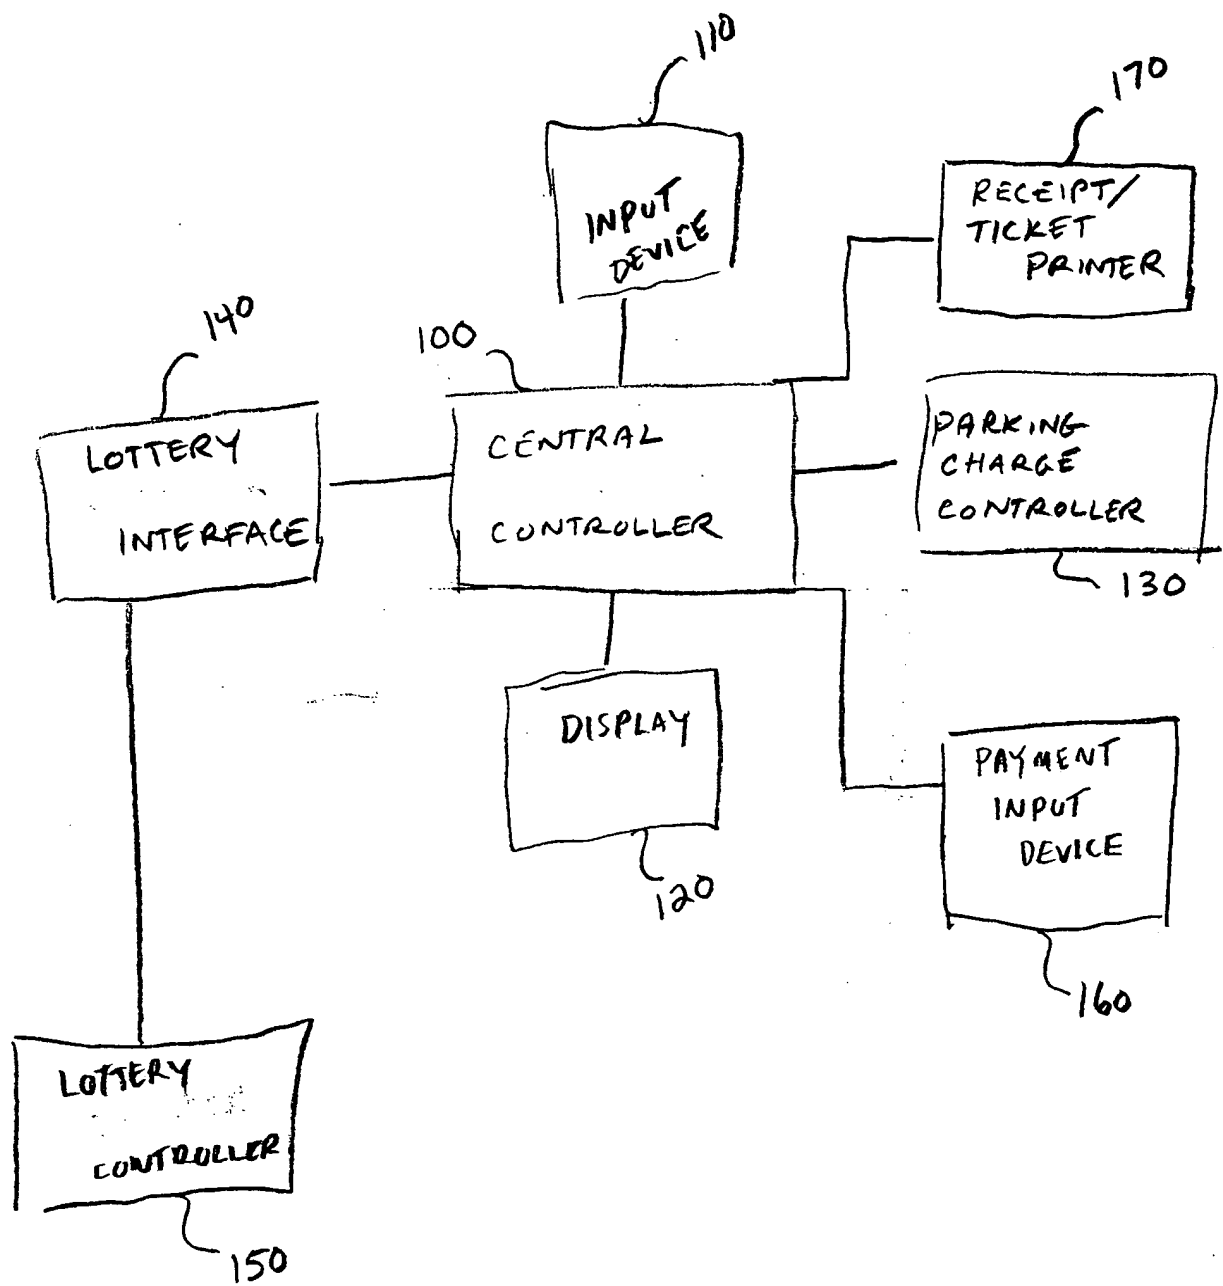 110
INPUT
DEVICE
170
RECEIPT/
TICKET
PRINTER
140
LOTTERY
INTERFACE
100
CENTRAL
CONTROLLER
PARKING
CHARGE
CONTROLLER
130
DISPLAY
120
PAYMENT
INPUT
DEVICE
160
LOTTERY
CONTROLLER
150